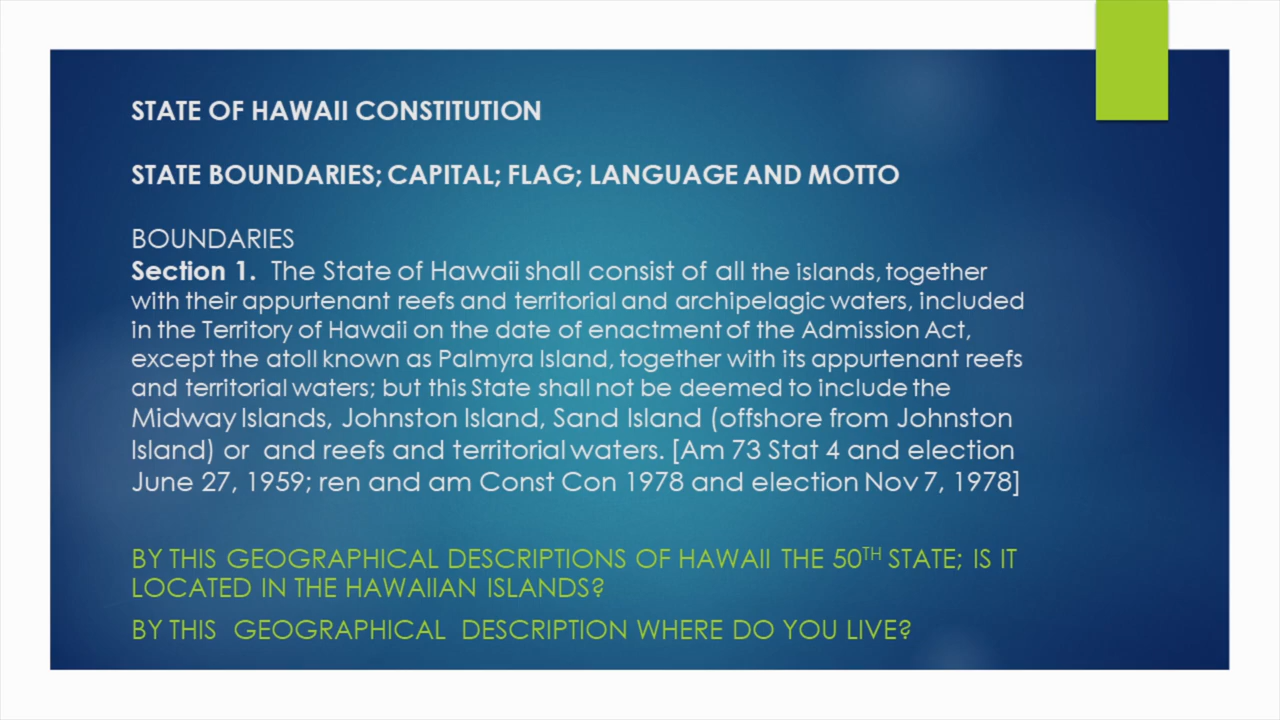 STATE OF HAWAII CONSTITUTION
STATE BOUNDARIES; CAPITAL; FLAG; LANGUAGE AND MOTTO
BOUNDARIES
Section 1. The State of Hawaii shall consist of all the islands, together
with their appurtenant reefs and territorial and archipelagic waters, included
in the Territory of Hawaii on the date of enactment of the Admission Act,
except the atoll known as Palmyra Island, together with its appurtenant reefs
and territorial waters; but this State shall not be deemed to include the
Midway Islands, Johnston Island, Sand Island (offshore from Johnston
Island) or and reefs and territorial waters. [Am 73 Stat 4 and election
June 27, 1959; ren and am Const Con 1978 and election Nov 7, 1978]
BY THIS GEOGRAPHICAL DESCRIPTIONS OF HAWAII THE 50TH STATE; IS IT
LOCATED IN THE HAWAIIAN ISLANDS?
BY THIS GEOGRAPHICAL DESCRIPTION WHERE DO YOU LIVE?